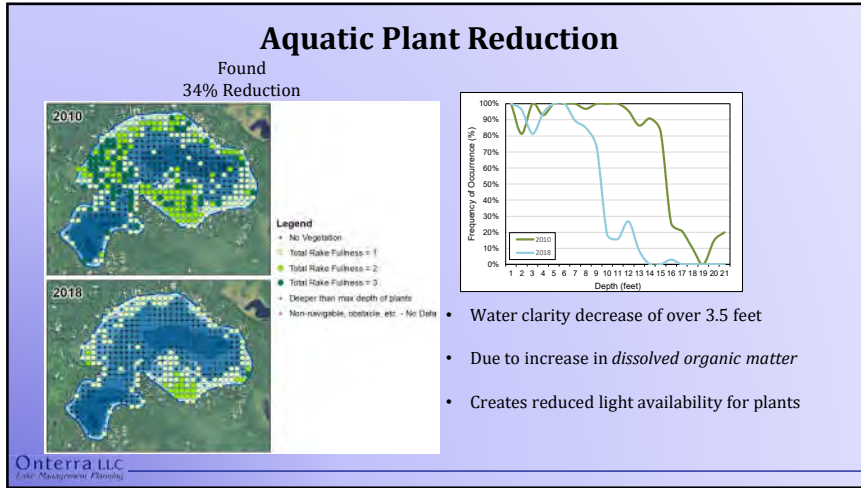 Aquatic Plant Reduction
Found
34% Reduction
2010
Legend
No Vegetation
Total Rake Fullness = 1
Total Rake Fullness = 2
Total Rake Fullness = 3
Deeper than max depth of plants
Non-navigable, obstacle, etc. - No Data
2018
100%
90%
80%
70%
60%
50%
40%
30%
20%
10%
0%
Frequency of Occurrence (%)
2010
2018
1 2 3 4 5 6 7 8 9 10 11 12 13 14 15 16 17 18 19 20 21
Depth (feet)
• Water clarity decrease of over 3.5 feet
• Due to increase in dissolved organic matter
• Creates reduced light availability for plants
Onterra LLC
Lake Management Planning